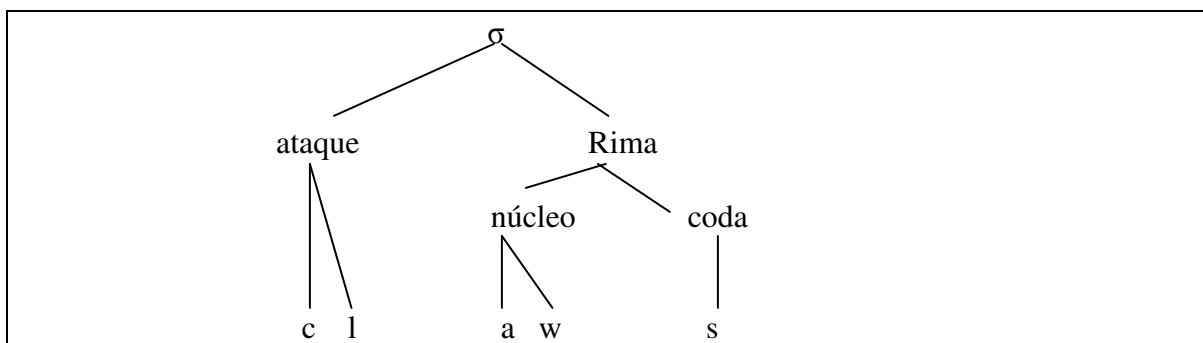 σ
ataque Rima
núcleo coda
c l a w s